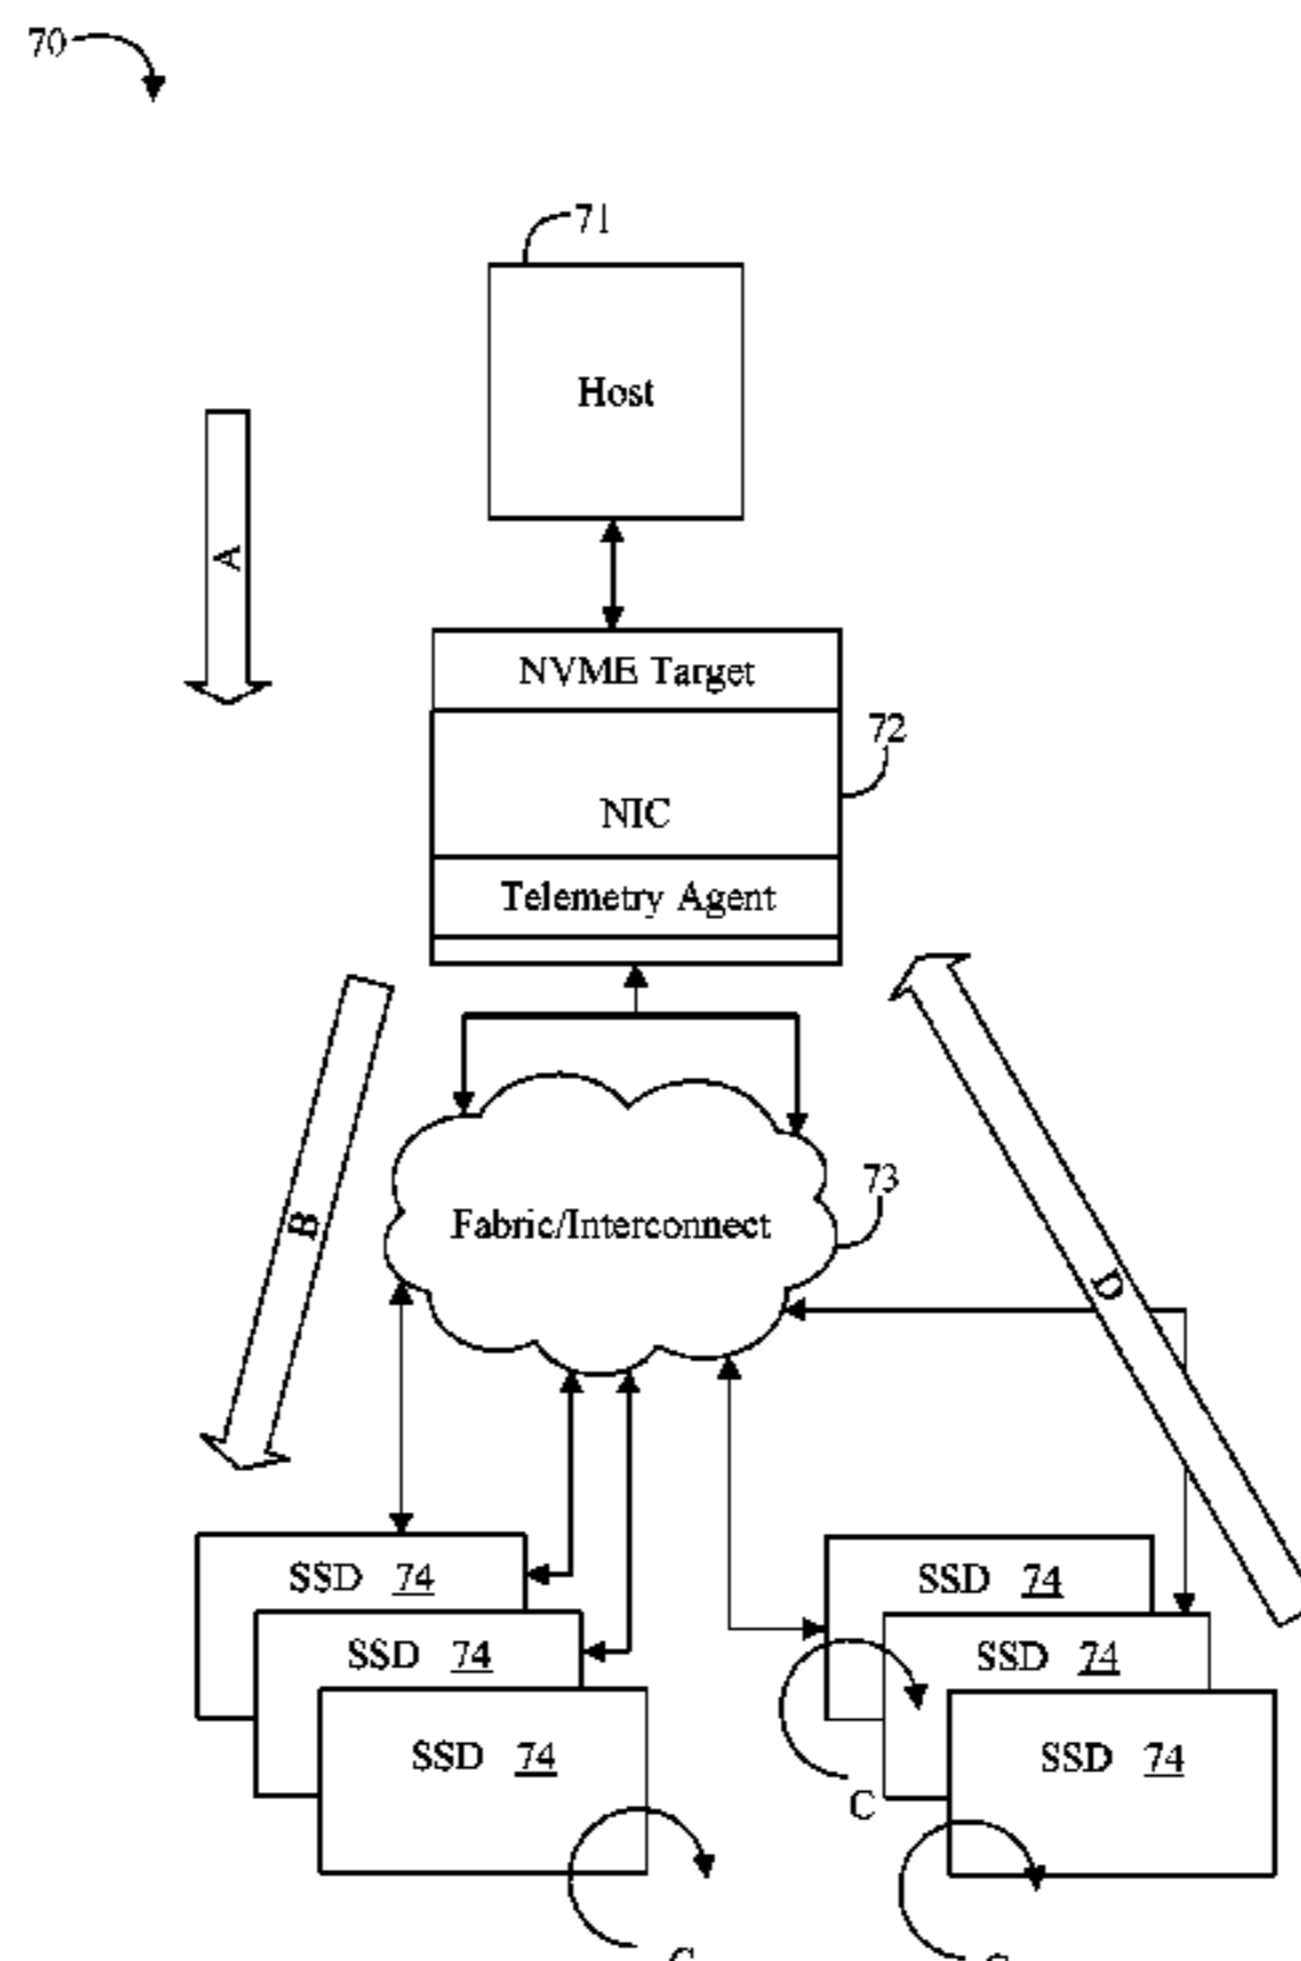 70
71
Host
A
NVME Target
72
NIC
Telemetry Agent
73
Fabric/Interconnect
B
D
SSD 74
SSD 74
SSD 74
SSD 74
SSD 74
SSD 74
C